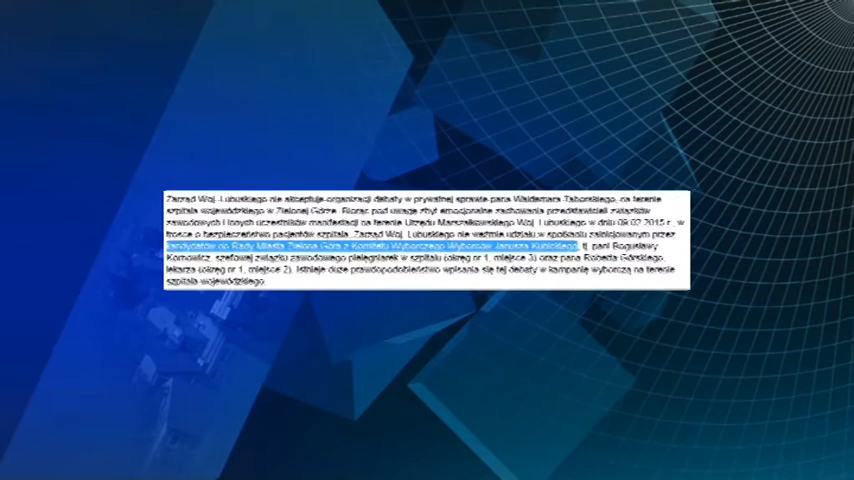 Zarząd Woj. Lubuskiego nie akceptuje organizacji debaty w prywatnej sprawie pana Waldemara Taborskiego, na terenie
szpitala wojewódzkiego w Zielonej Górze. Biorąc pod uwagę zbyt emocjonalne zachowania przedstawicieli związków
zawodowych i innych uczestników manifestacji na terenie Urzędu Marszałkowskiego Woj. Lubuskiego w dniu 09.02.2015 r., w
trosce o bezpieczeństwo pacjentów szpitala, Zarząd Woj. Lubuskiego nie weźmie udziału w spotkaniu zainicjowanym przez
kandydatów do Rady Miasta Zielona Góra z Komitetu Wyborczego Wyborców Janusza Kubickiego, tj. pani Bogusławy
Kornowicz, szefowej związku zawodowego pielęgniarek w szpitalu (okręg nr 1, miejsce 3) oraz pana Roberta Górskiego,
lekarza (okręg nr 1, miejsce 2). Istnieje duże prawdopodobieństwo wpisania się tej debaty w kampanię wyborczą na terenie
szpitala wojewódzkiego.